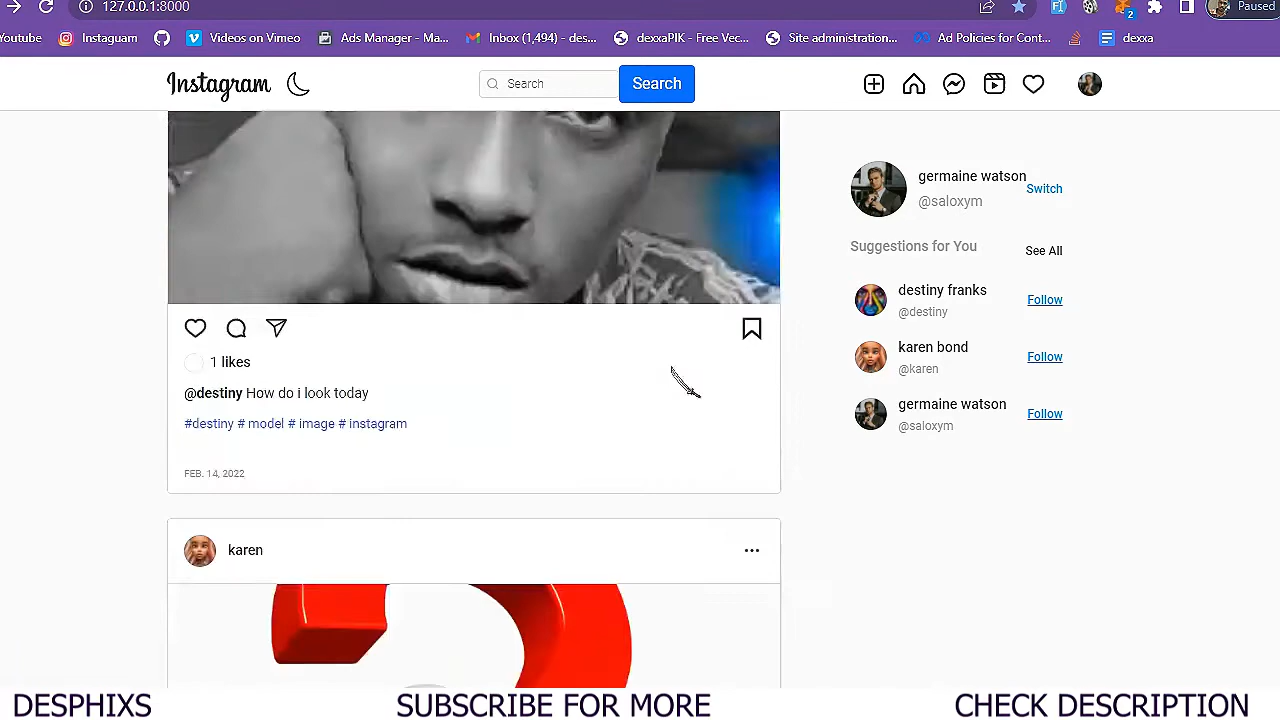 127.0.0.1:8000
2
Paused
Youtube
Instaguam
Videos on Vimeo
Ads Manager - Ma...
Inbox (1,494) - des...
dexxaPIK - Free Vec...
Site administration...
Ad Policies for Cont...
dexxa
Instagram
Search
Search
germaine watson
@saloxym
Switch
Suggestions for You
See All
destiny franks
@destiny
Follow
karen bond
@karen
Follow
germaine watson
@saloxym
Follow
1 likes
@destiny How do i look today
#destiny # model # image # instagram
FEB. 14, 2022
karen
DESPHIXS
SUBSCRIBE FOR MORE
CHECK DESCRIPTION